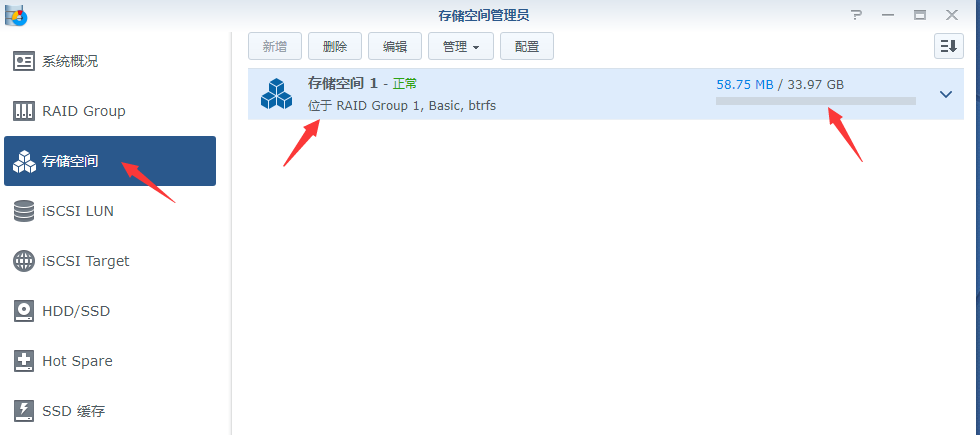 存储空间管理员
系统概况
RAID Group
存储空间
iSCSI LUN
iSCSI Target
HDD/SSD
Hot Spare
SSD 缓存
新增 删除 编辑 管理 配置
存储空间 1 - 正常
位于 RAID Group 1, Basic, btrfs
58.75 MB / 33.97 GB